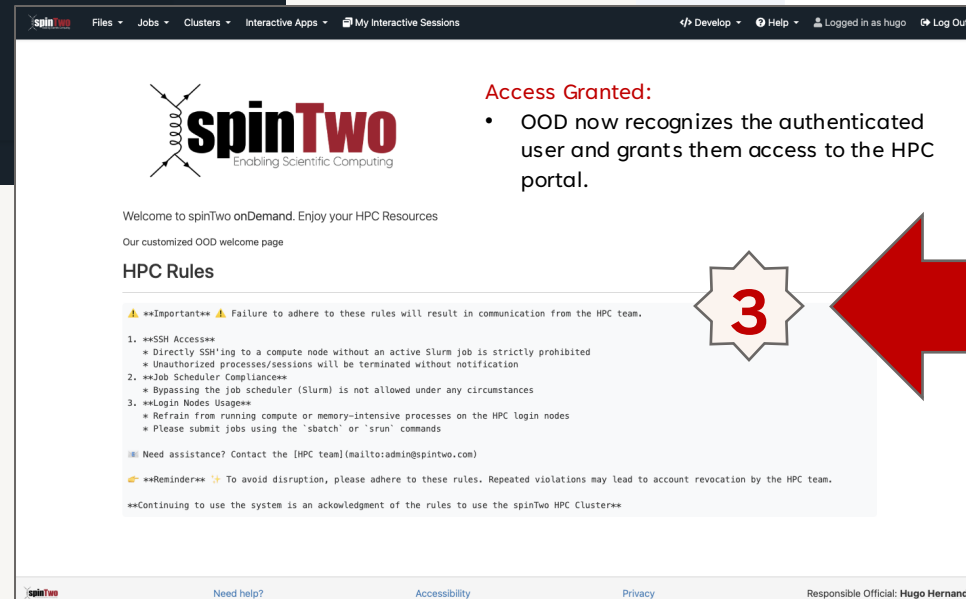 spinTwo Files Jobs Clusters Interactive Apps My Interactive Sessions </> Develop Help Logged in as hugo Log Out
spinTwo
Enabling Scientific Computing
Access Granted:
• OOD now recognizes the authenticated
user and grants them access to the HPC
portal.
Welcome to spinTwo onDemand. Enjoy your HPC Resources
Our customized OOD welcome page
HPC Rules
3
⚠️ **Important** ⚠️ Failure to adhere to these rules will result in communication from the HPC team.
1. **SSH Access**
* Directly SSH'ing to a compute node without an active Slurm job is strictly prohibited
* Unauthorized processes/sessions will be terminated without notification
2. **Job Scheduler Compliance**
* Bypassing the job scheduler (Slurm) is not allowed under any circumstances
3. **Login Nodes Usage**
* Refrain from running compute or memory-intensive processes on the HPC login nodes
* Please submit jobs using the `sbatch` or `srun` commands
📧 Need assistance? Contact the [HPC team](mailto:admin@spintwo.com)
👉 **Reminder** ✨ To avoid disruption, please adhere to these rules. Repeated violations may lead to account revocation by the HPC team.
**Continuing to use the system is an ackowledgment of the rules to use the spinTwo HPC Cluster**
spinTwo Need help? Accessibility Privacy Responsible Official: Hugo Hernand